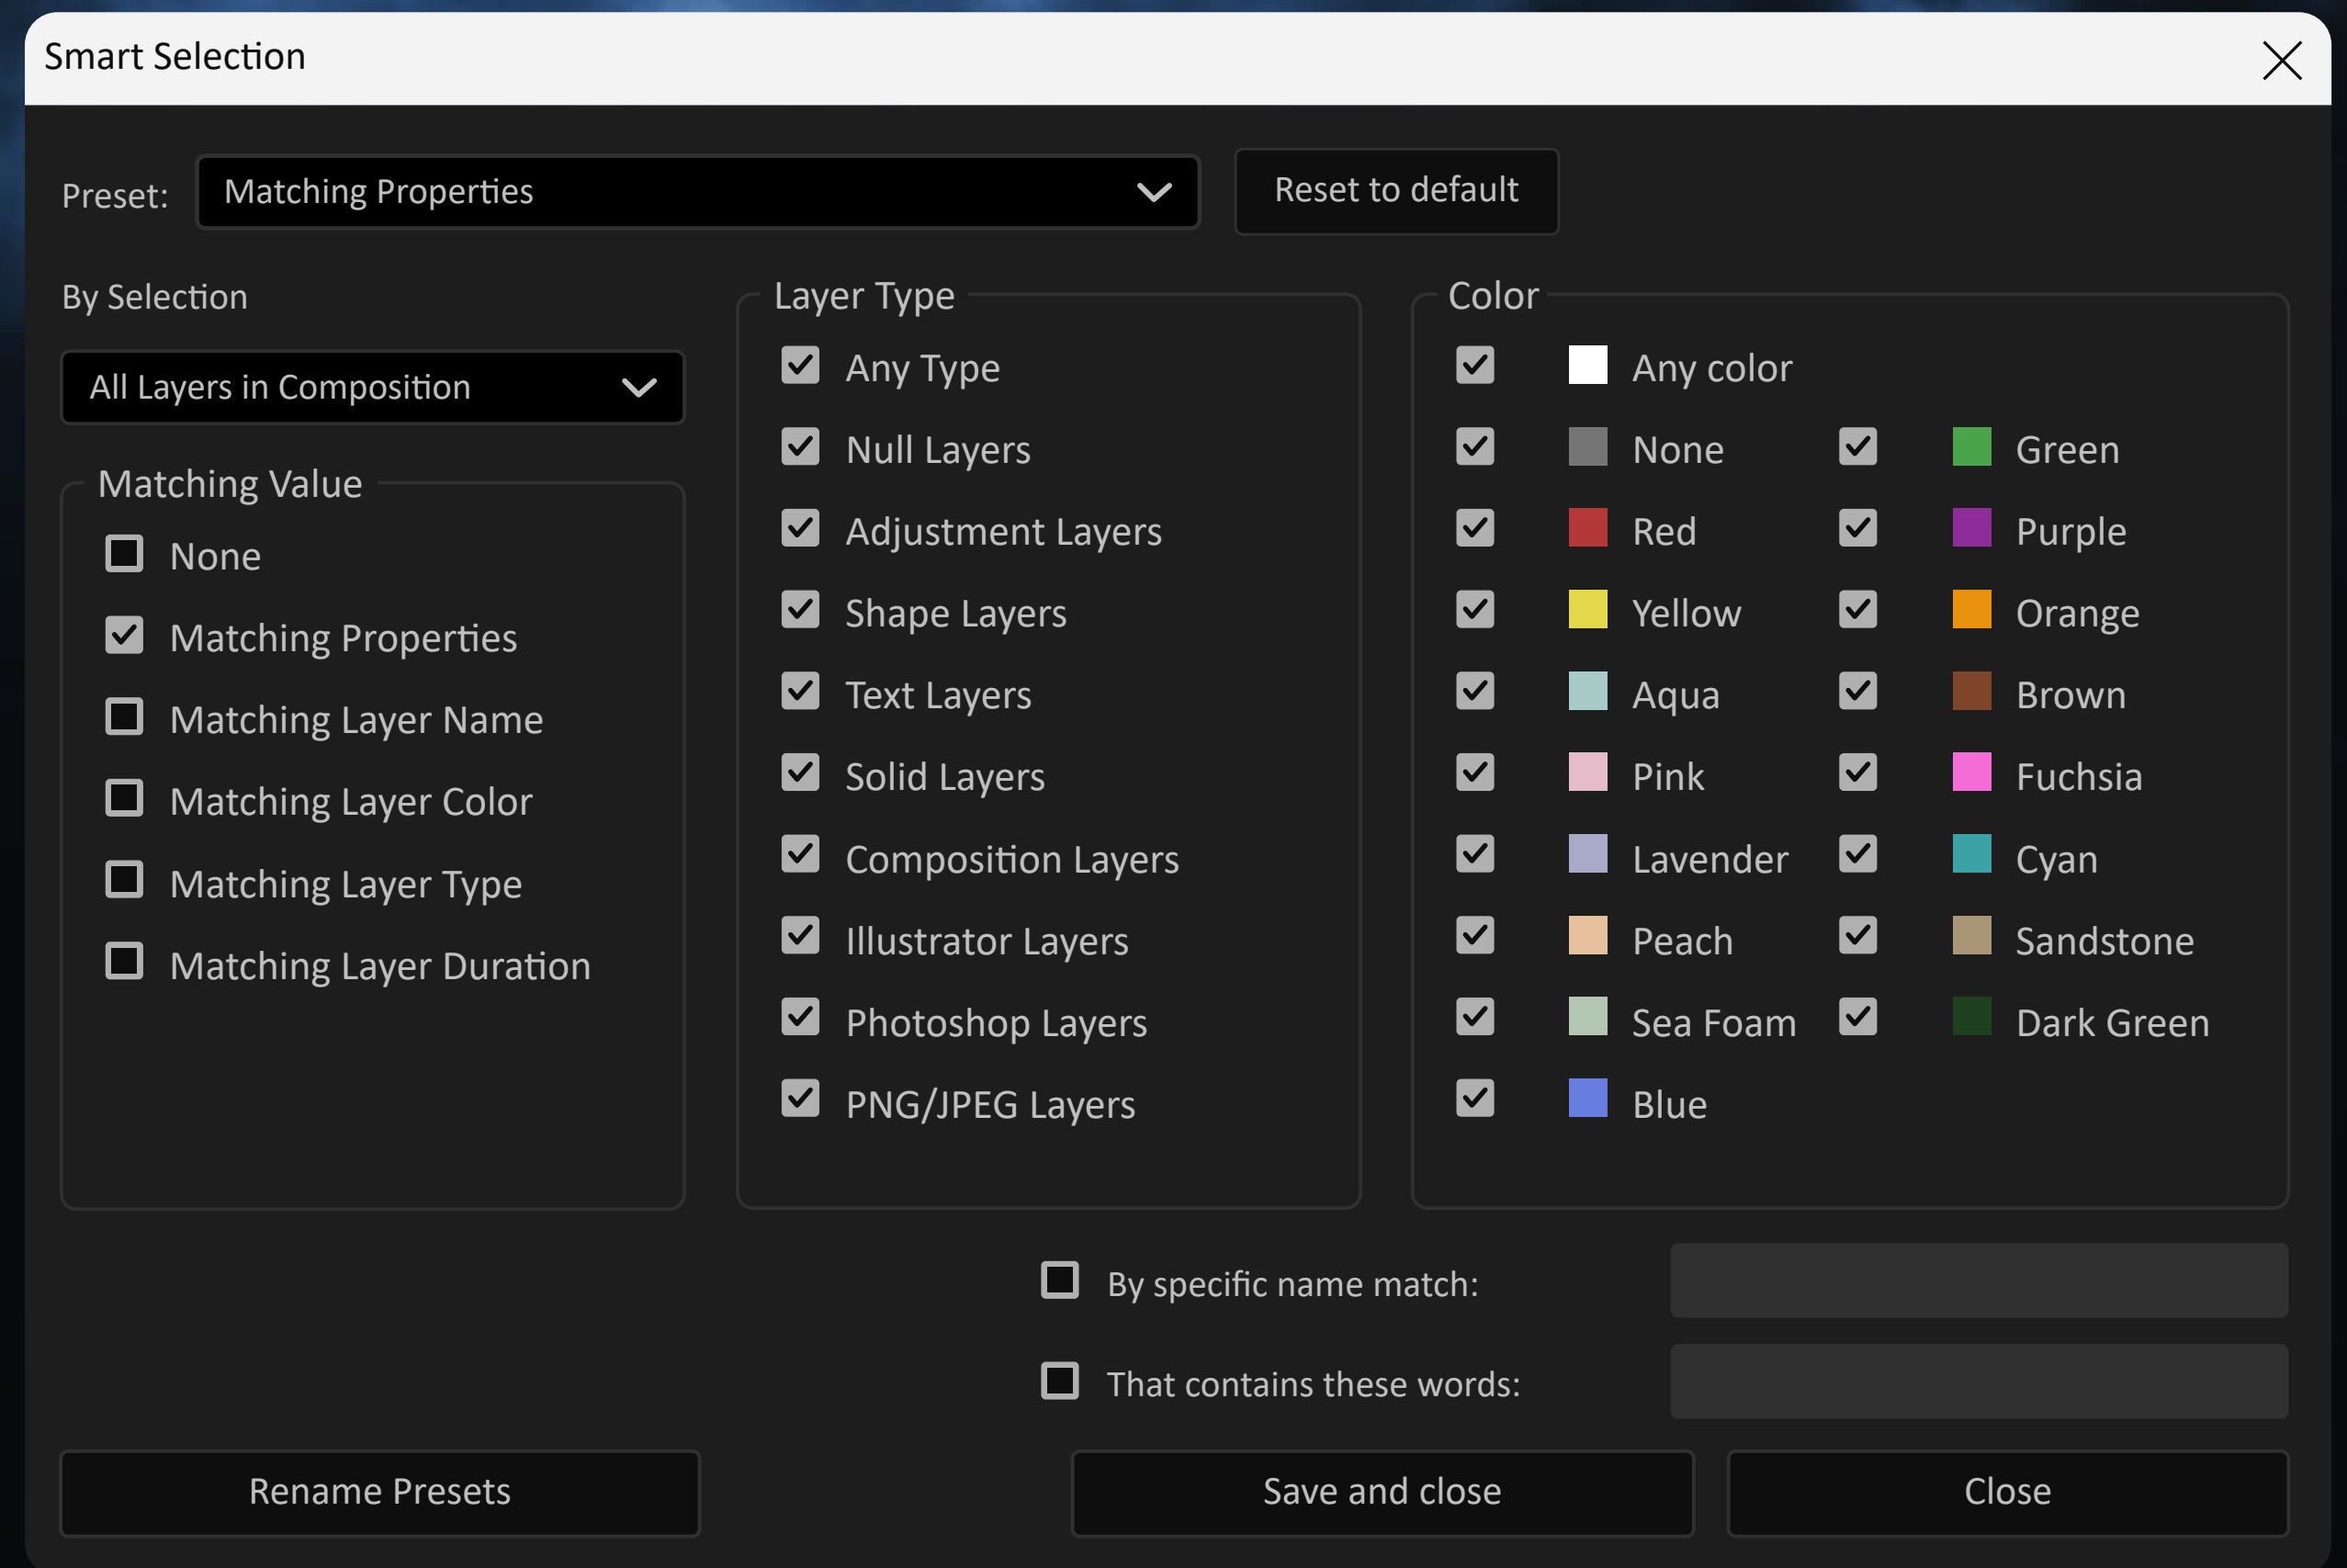 Smart Selection
Preset: Matching Properties Reset to default
By Selection
All Layers in Composition
Matching Value
None
Matching Properties
Matching Layer Name
Matching Layer Color
Matching Layer Type
Matching Layer Duration
Layer Type
Any Type
Null Layers
Adjustment Layers
Shape Layers
Text Layers
Solid Layers
Composition Layers
Illustrator Layers
Photoshop Layers
PNG/JPEG Layers
Color
Any color
None Green
Red Purple
Yellow Orange
Aqua Brown
Pink Fuchsia
Lavender Cyan
Peach Sandstone
Sea Foam Dark Green
Blue
By specific name match:
That contains these words:
Rename Presets Save and close Close